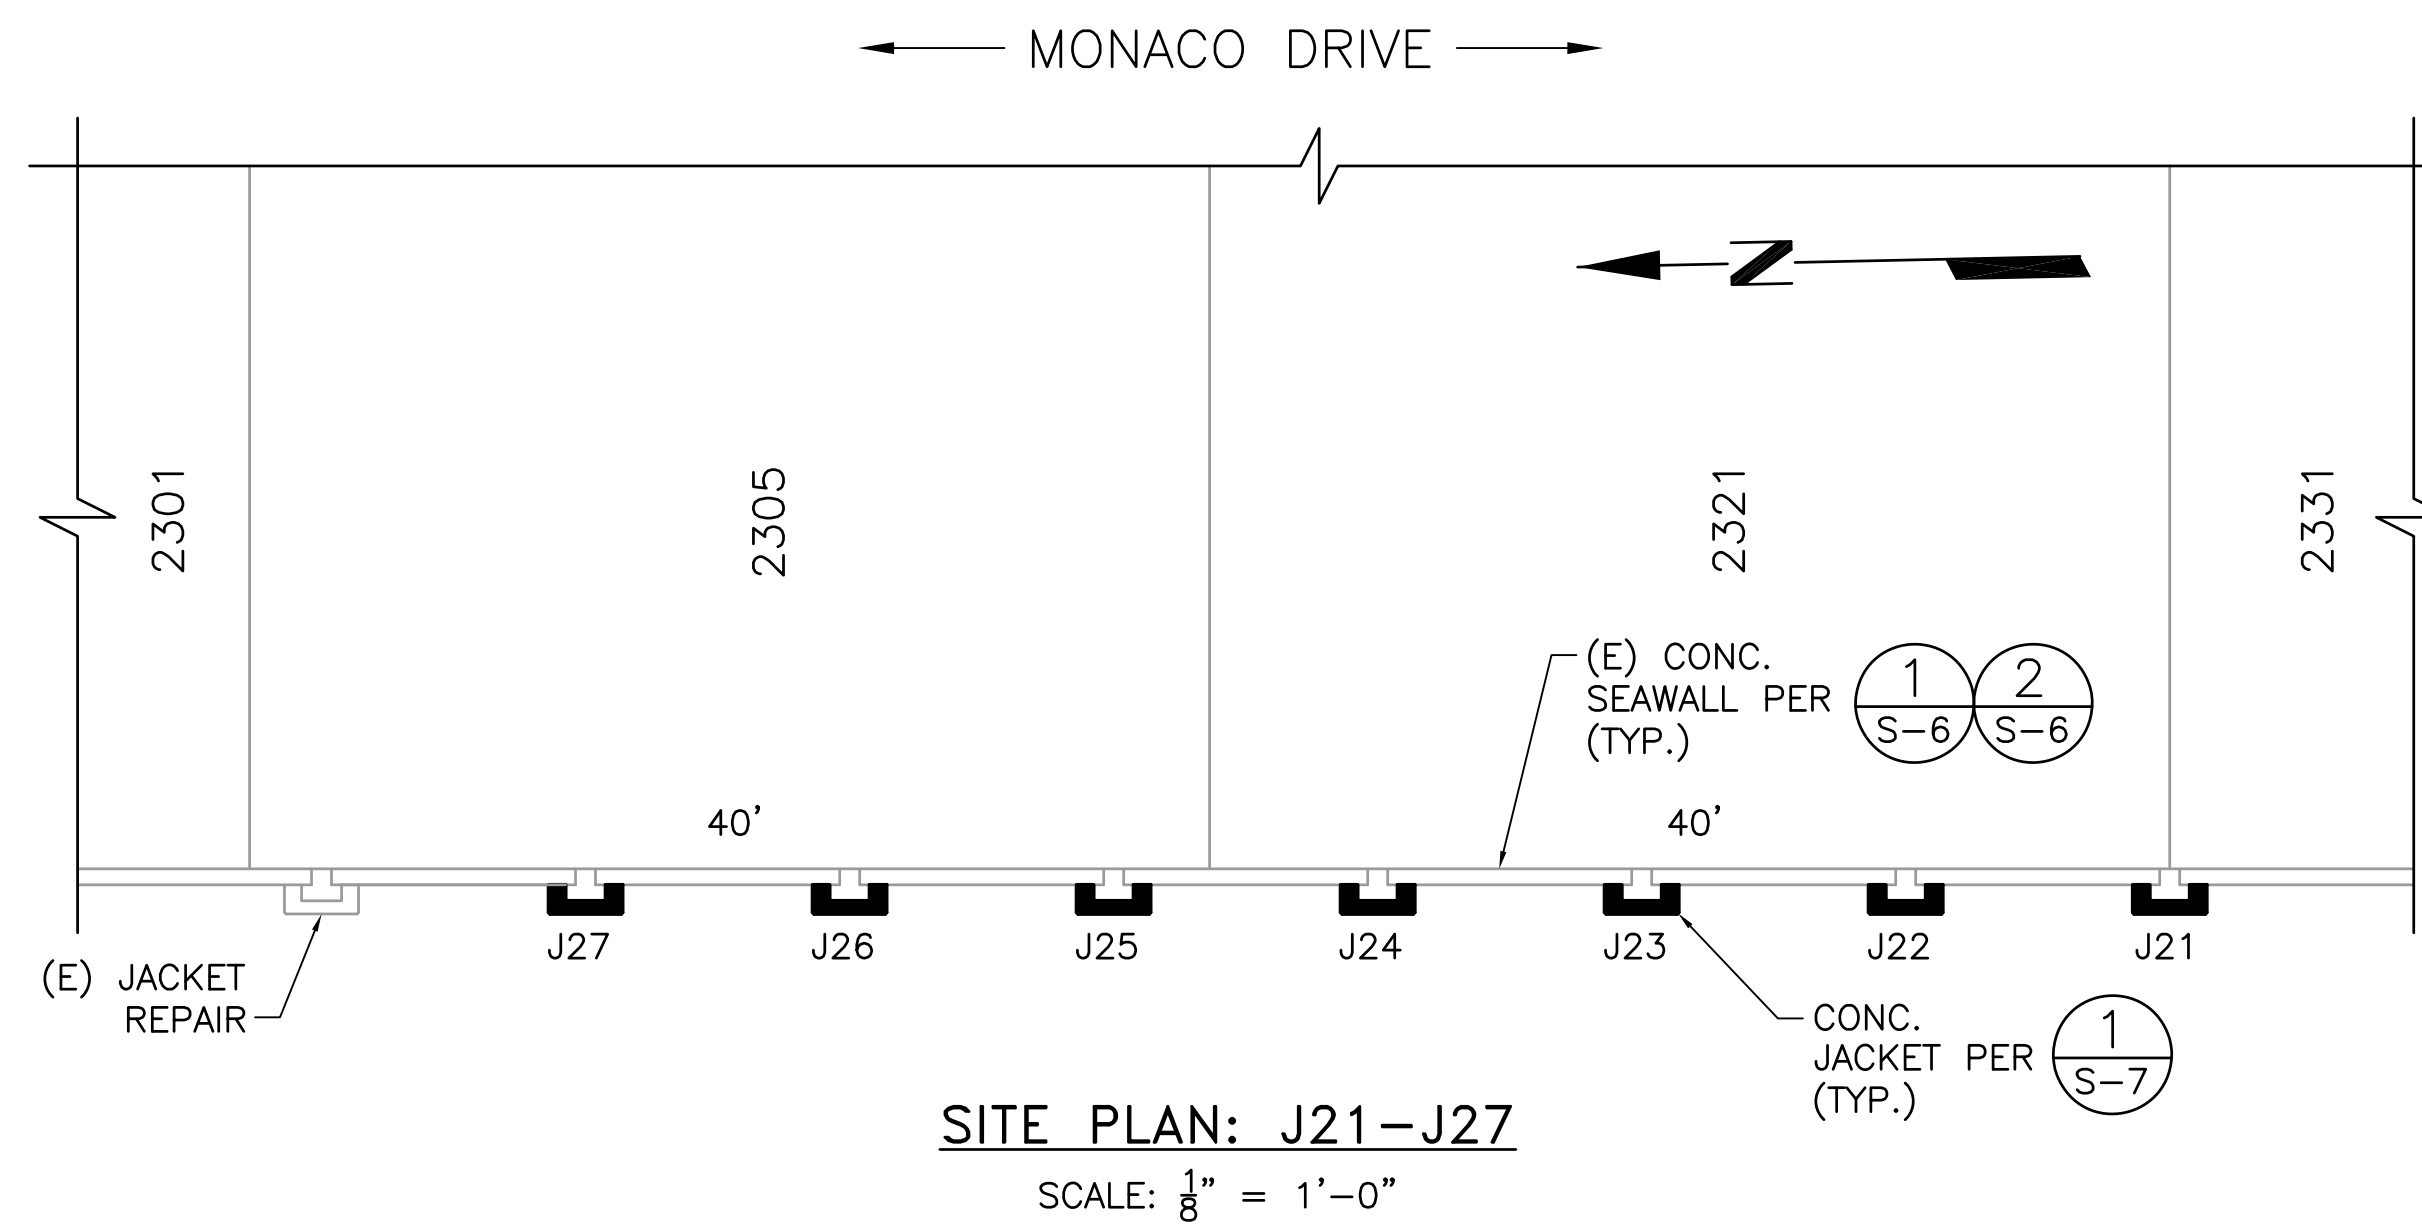 MONACO DRIVE
N
2301
2305
2321
2331
(E) CONC.
SEAWALL PER
(TYP.)
1
S-6
2
S-6
40'
40'
J27
J26
J25
J24
J23
J22
J21
(E) JACKET
REPAIR
CONC.
JACKET PER
(TYP.)
1
S-7
SITE PLAN: J21-J27
SCALE: 1/8" = 1'-0"